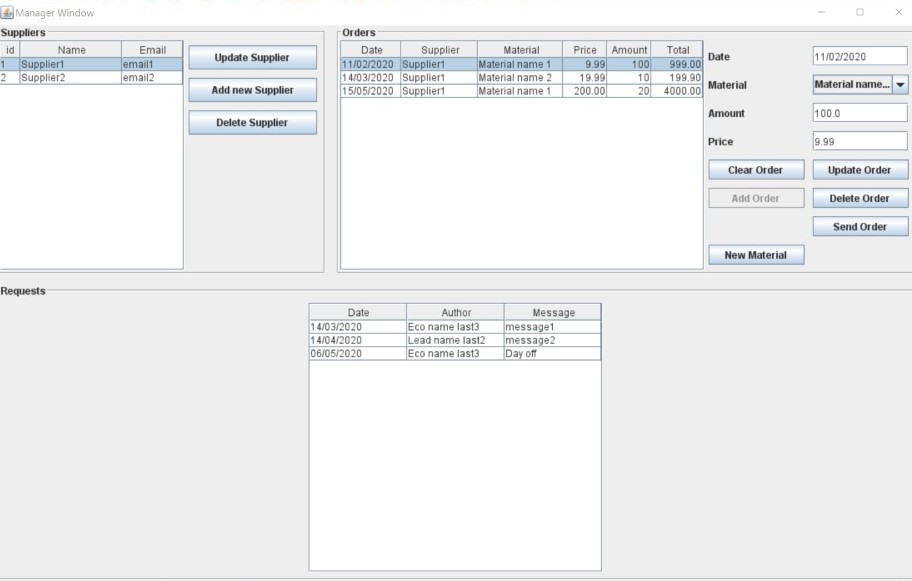 Manager Window
Suppliers
id Name Email
1 Supplier1 email1
2 Supplier2 email2
Update Supplier
Add new Supplier
Delete Supplier
Orders
Date Supplier Material Price Amount Total
11/02/2020 Supplier1 Material name 1 9.99 100 999.00
14/03/2020 Supplier1 Material name 2 19.99 10 199.90
15/05/2020 Supplier1 Material name 1 200.00 20 4000.00
Date 11/02/2020
Material Material name...
Amount 100.0
Price 9.99
Clear Order Update Order
Add Order Delete Order
Send Order
New Material
Requests
Date Author Message
14/03/2020 Eco name last3 message1
14/04/2020 Lead name last2 message2
06/05/2020 Eco name last3 Day off